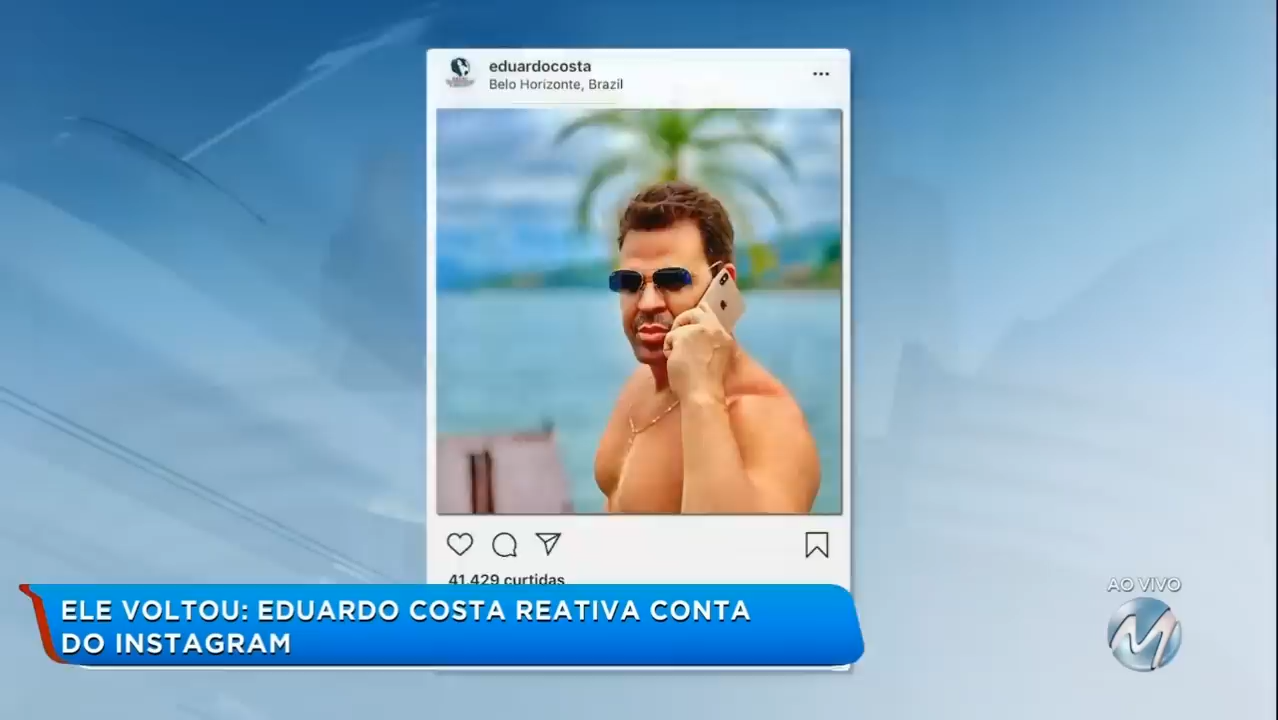 eduardocosta
Belo Horizonte, Brazil
41.429 curtidas
ELE VOLTOU: EDUARDO COSTA REATIVA CONTA
DO INSTAGRAM
AO VIVO